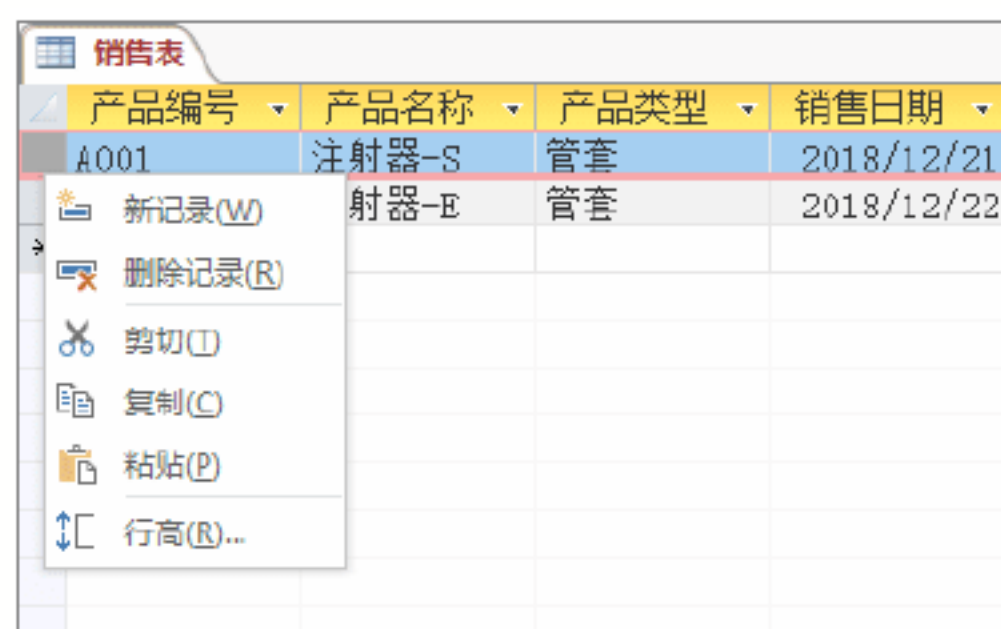 销售表
产品编号 产品名称 产品类型 销售日期
A001 注射器-S 管套 2018/12/21
射器-E 管套 2018/12/22
新记录(W)
删除记录(R)
剪切(T)
复制(C)
粘贴(P)
行高(R)...